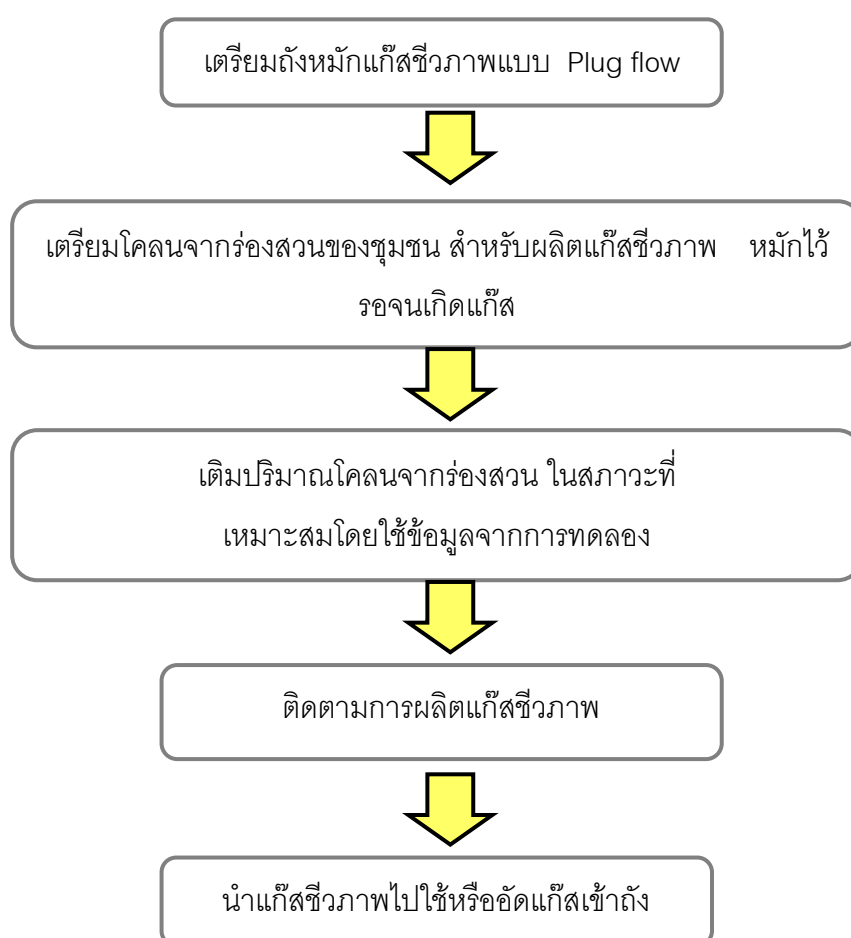 เตรียมถังหมักแก๊สชีวภาพแบบ Plug flow
เตรียมโคลนจากร่องสวนของชุมชน สำหรับผลิตแก๊สชีวภาพ หมักไว้
รอจนเกิดแก๊ส
เติมปริมาณโคลนจากร่องสวน ในสภาวะที่
เหมาะสมโดยใช้ข้อมูลจากการทดลอง
ติดตามการผลิตแก๊สชีวภาพ
นำแก๊สชีวภาพไปใช้หรืออัดแก๊สเข้าถัง